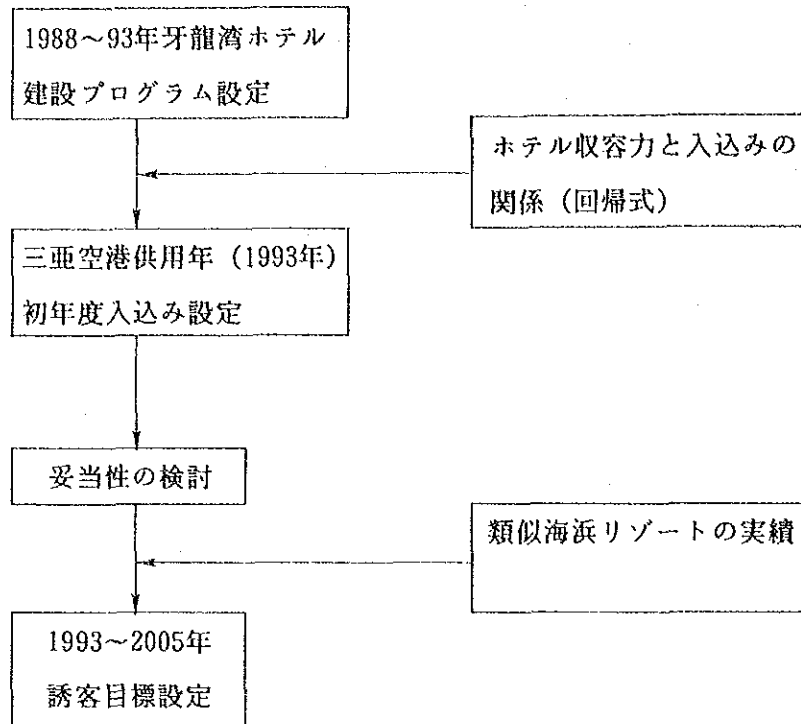 1988～93年牙龍湾ホテル
建設プログラム設定
ホテル収容力と入込みの
関係（回帰式）
三亜空港供用年（1993年）
初年度入込み設定
妥当性の検討
類似海浜リゾートの実績
1993～2005年
誘客目標設定